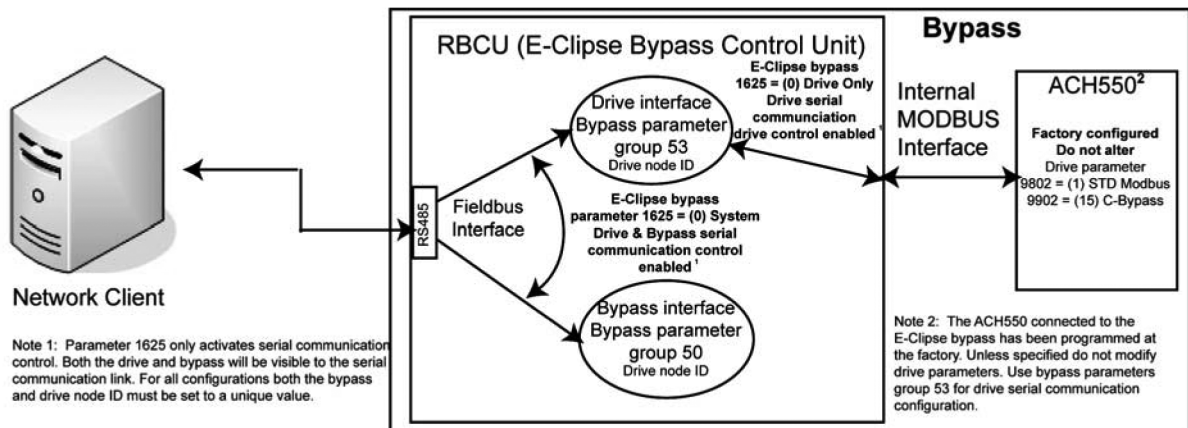 Bypass
RBCU (E-Clipse Bypass Control Unit)
E-Clipse bypass
1625 = (0) Drive Only
Drive serial
communciation
drive control enabled 1
Drive interface
Bypass parameter
group 53
Drive node ID
Internal
MODBUS
Interface
ACH550²
Factory configured
Do not alter
Drive parameter
9802 = (1) STD Modbus
9902 = (15) C-Bypass
RS485
Fieldbus
Interface
E-Clipse bypass
parameter 1625 = (0) System
Drive & Bypass serial
communication control
enabled 1
Bypass interface
Bypass parameter
group 50
Drive node ID
Network Client
Note 1: Parameter 1625 only activates serial communication
control. Both the drive and bypass will be visible to the serial
communication link. For all configurations both the bypass
and drive node ID must be set to a unique value.
Note 2: The ACH550 connected to the
E-Clipse bypass has been programmed at
the factory. Unless specified do not modify
drive parameters. Use bypass parameters
group 53 for drive serial communication
configuration.